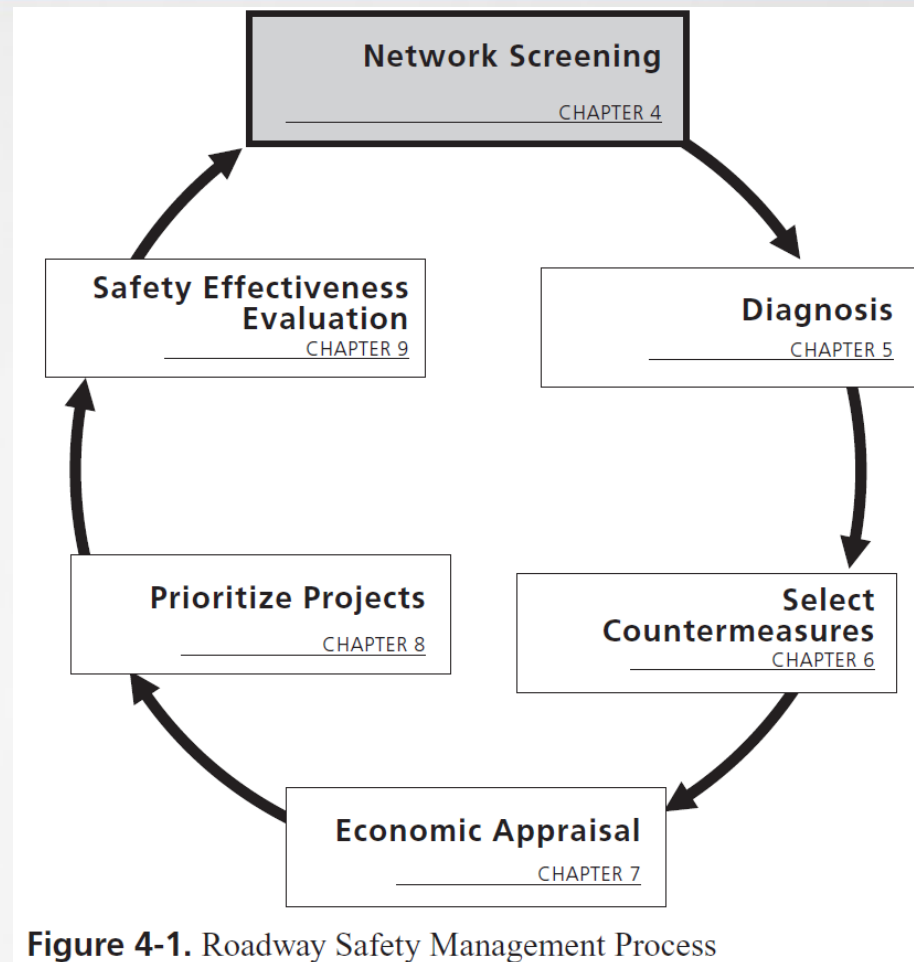 Network Screening
CHAPTER 4
Diagnosis
CHAPTER 5
Select
Countermeasures
CHAPTER 6
Economic Appraisal
CHAPTER 7
Prioritize Projects
CHAPTER 8
Safety Effectiveness
Evaluation
CHAPTER 9
Figure 4-1. Roadway Safety Management Process